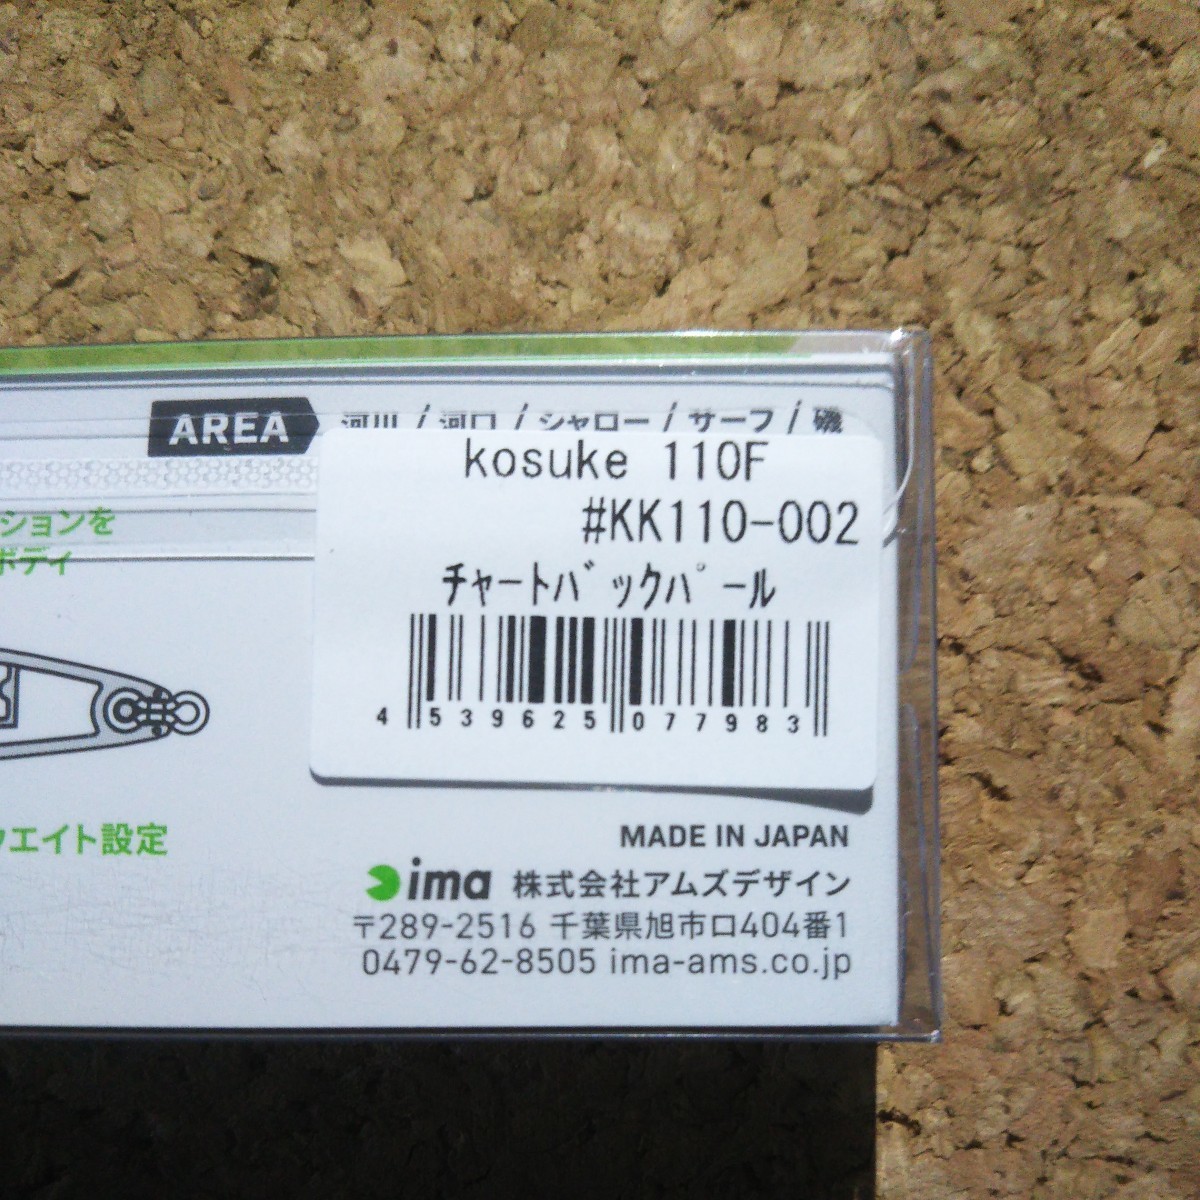 AREA 河川 / 河口 / シャロー / サーフ / 磯
kosuke 110F
#KK110-002
ションを
ボディ
ﾁｬｰﾄﾊﾞｯｸﾊﾟｰﾙ
4 539625 077983
ウエイト設定
MADE IN JAPAN
ima 株式会社アムズデザイン
〒289-2516 千葉県旭市ロ404番1
0479-62-8505 ima-ams.co.jp